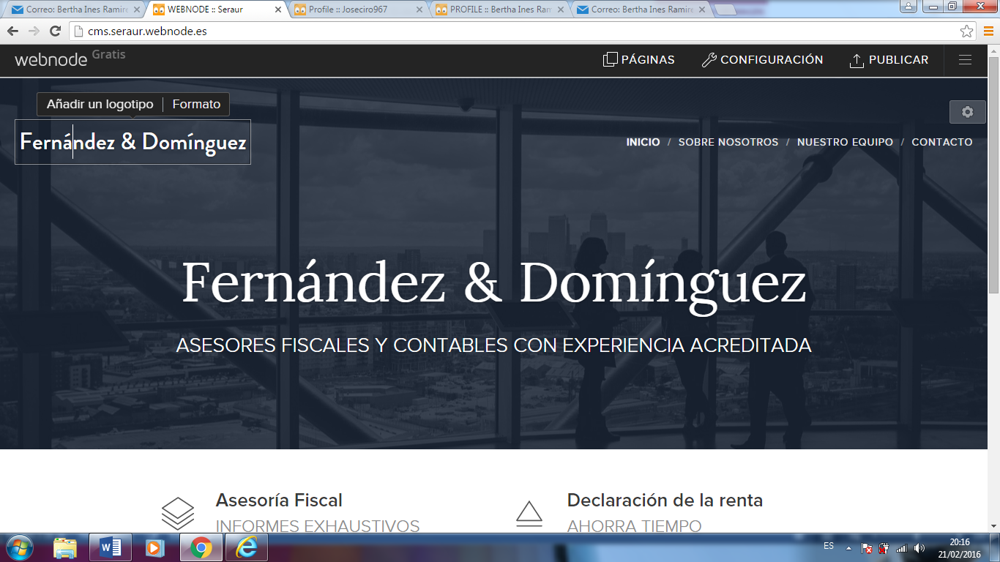 Correo: Bertha Ines Ramire
WEBNODE :: Seraur
Profile :: Joseciro967
PROFILE :: Bertha Ines Ram
Correo: Bertha Ines Ramire
cms.seraur.webnode.es
webnode Gratis
PÁGINAS
CONFIGURACIÓN
PUBLICAR
Añadir un logotipo
Formato
Fernández & Domínguez
INICIO / SOBRE NOSOTROS / NUESTRO EQUIPO / CONTACTO
Fernández & Domínguez
ASESORES FISCALES Y CONTABLES CON EXPERIENCIA ACREDITADA
Asesoría Fiscal
INFORMES EXHAUSTIVOS
Declaración de la renta
AHORRA TIEMPO
ES
20:16
21/02/2016